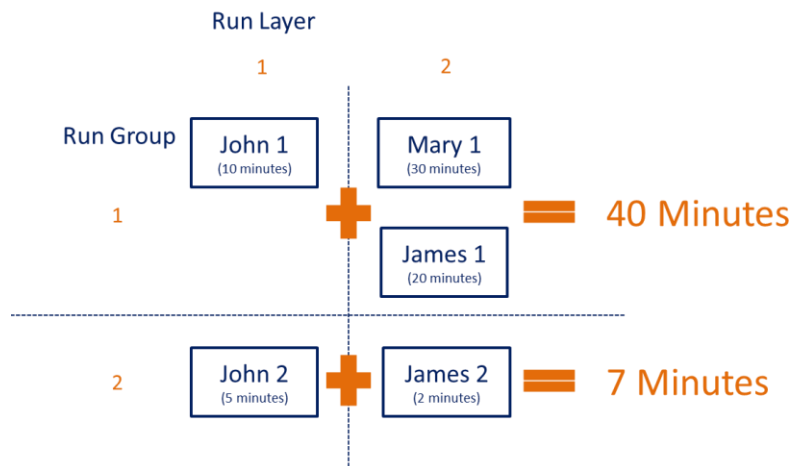 Run Layer
1 2
Run Group
John 1
(10 minutes)
Mary 1
(30 minutes)
1
40 Minutes
James 1
(20 minutes)
2
John 2
(5 minutes)
James 2
(2 minutes)
7 Minutes